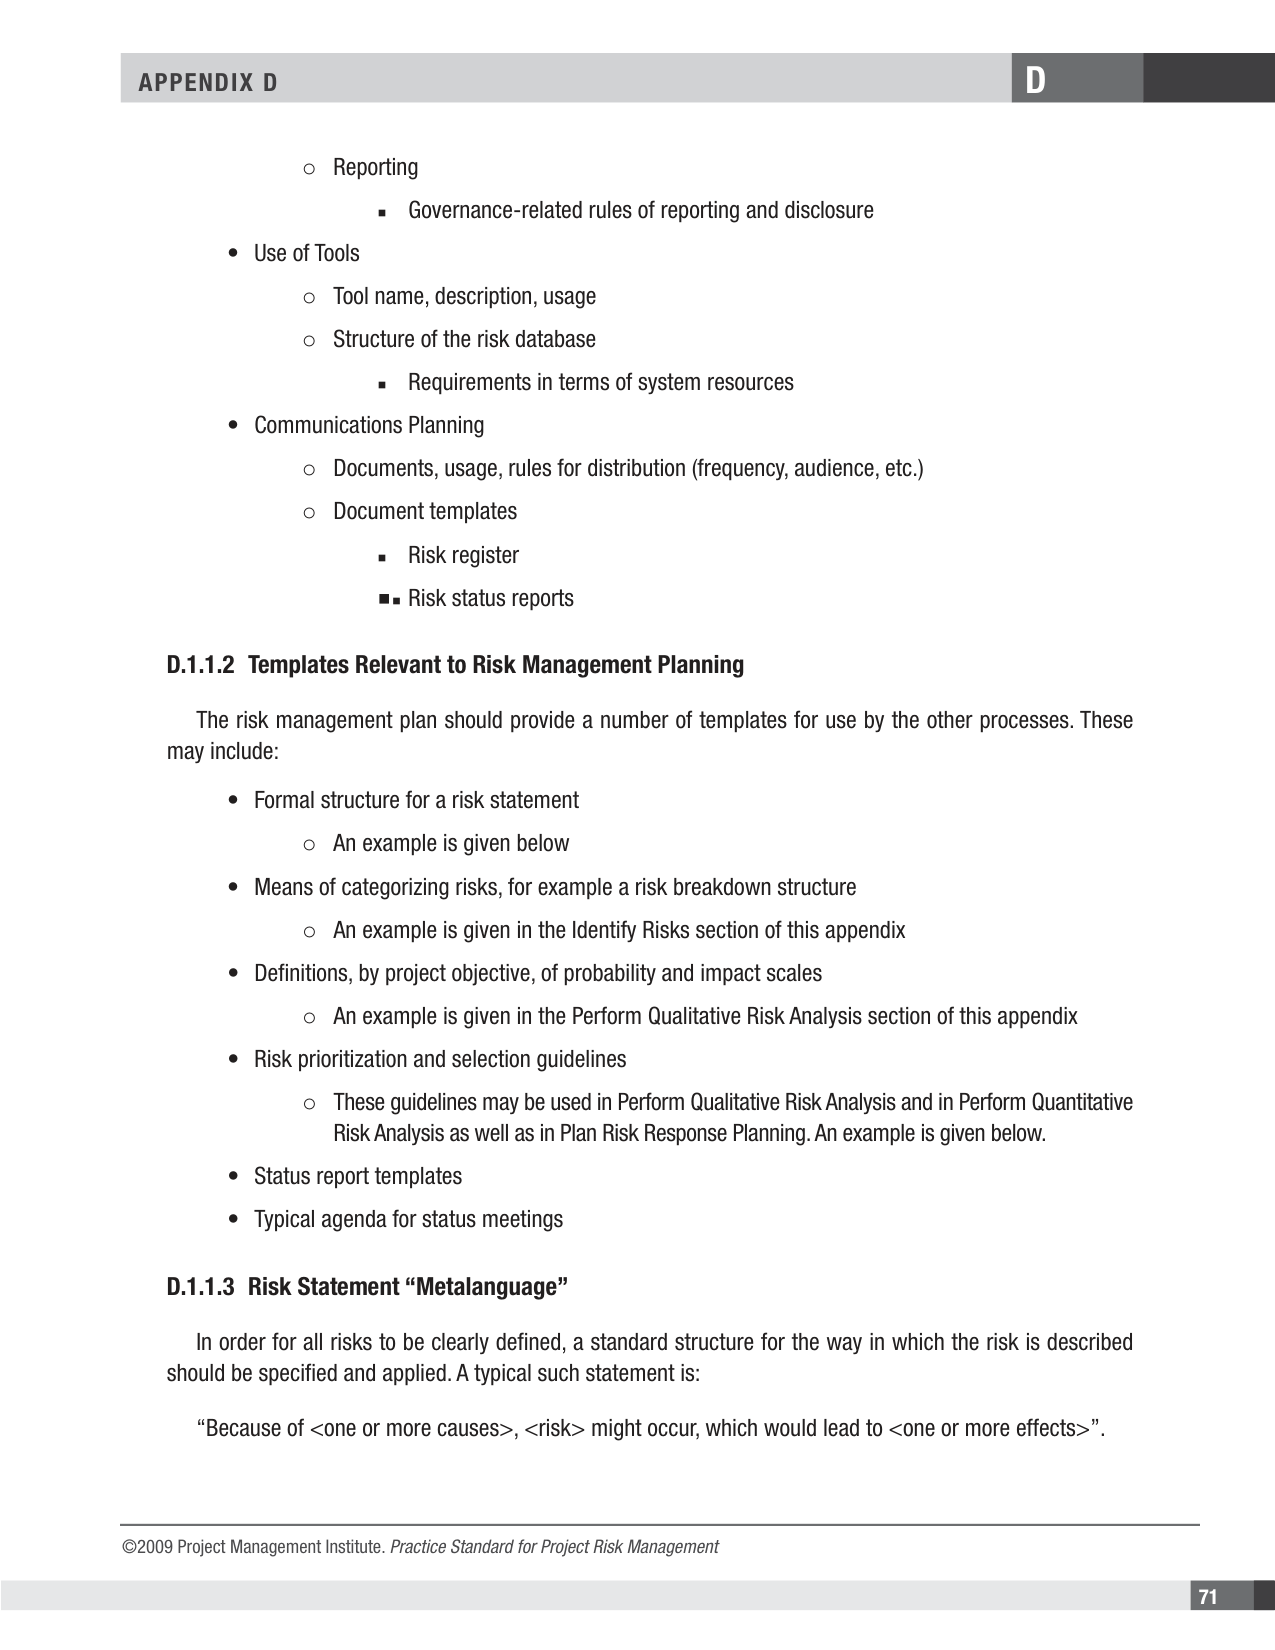 APPENDIX D
D
○ Reporting
▪ Governance-related rules of reporting and disclosure
• Use of Tools
○ Tool name, description, usage
○ Structure of the risk database
▪ Requirements in terms of system resources
• Communications Planning
○ Documents, usage, rules for distribution (frequency, audience, etc.)
○ Document templates
▪ Risk register
■▪ Risk status reports
D.1.1.2 Templates Relevant to Risk Management Planning
The risk management plan should provide a number of templates for use by the other processes. These
may include:
• Formal structure for a risk statement
○ An example is given below
• Means of categorizing risks, for example a risk breakdown structure
○ An example is given in the Identify Risks section of this appendix
• Definitions, by project objective, of probability and impact scales
○ An example is given in the Perform Qualitative Risk Analysis section of this appendix
• Risk prioritization and selection guidelines
○ These guidelines may be used in Perform Qualitative Risk Analysis and in Perform Quantitative
Risk Analysis as well as in Plan Risk Response Planning. An example is given below.
• Status report templates
• Typical agenda for status meetings
D.1.1.3 Risk Statement “Metalanguage”
In order for all risks to be clearly defined, a standard structure for the way in which the risk is described
should be specified and applied. A typical such statement is:
“Because of <one or more causes>, <risk> might occur, which would lead to <one or more effects>”.
©2009 Project Management Institute. Practice Standard for Project Risk Management
71